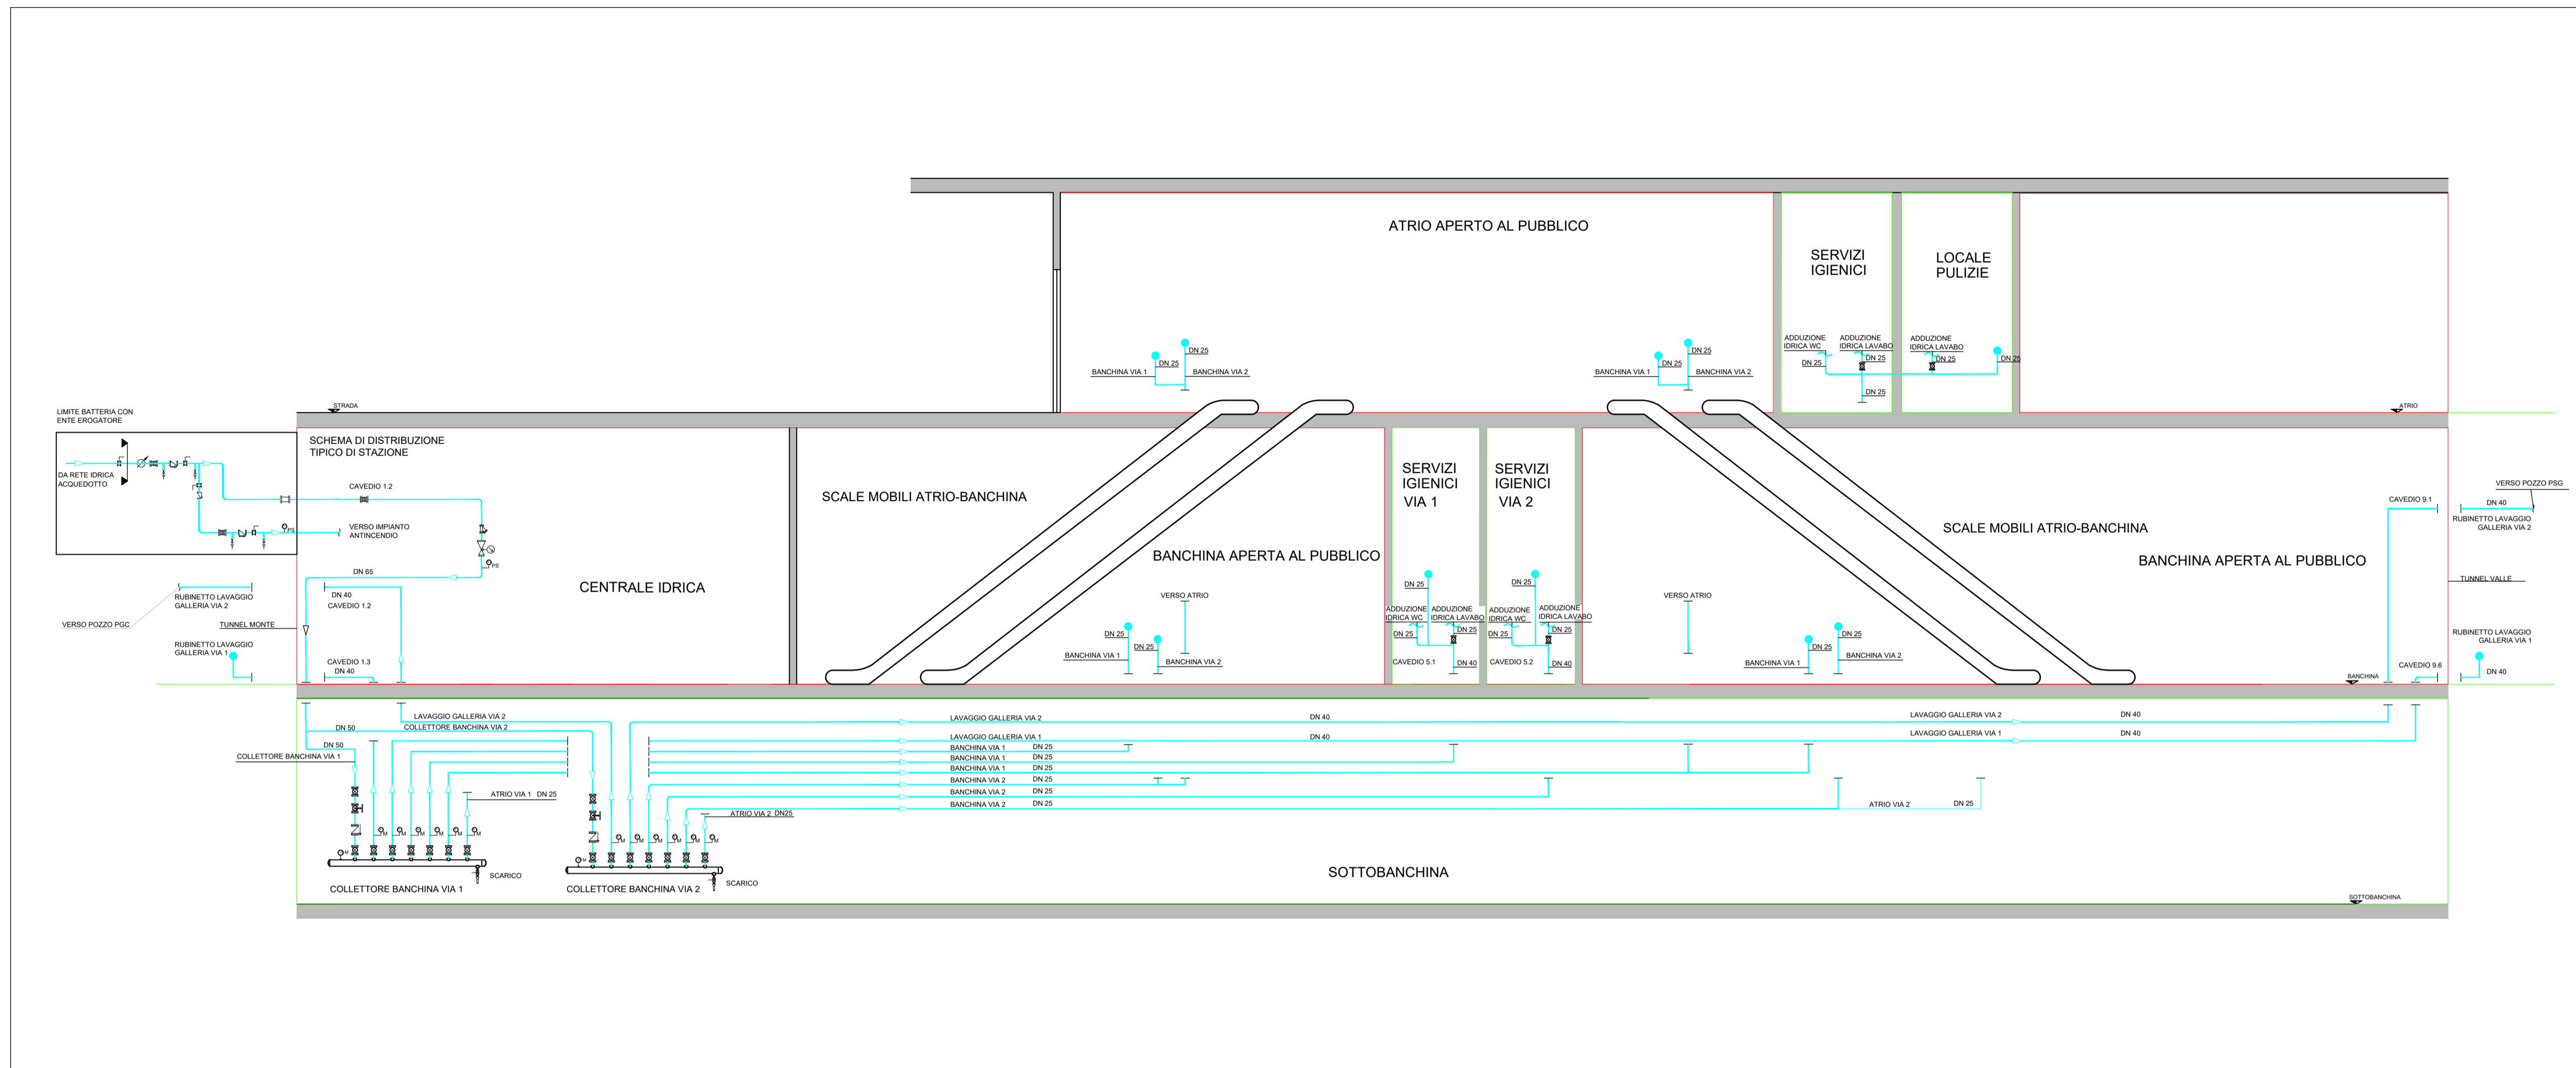 ATRIO APERTO AL PUBBLICO
SERVIZI
IGIENICI
LOCALE
PULIZIE
ADDUZIONE
IDRICA WC
ADDUZIONE
IDRICA LAVABO
ADDUZIONE
IDRICA LAVABO
DN 25
DN 25
DN 25
DN 25
DN 25
DN 25
DN 25
BANCHINA VIA 1
BANCHINA VIA 2
DN 25
DN 25
BANCHINA VIA 1
BANCHINA VIA 2
STRADA
ATRIO
LIMITE BATTERIA CON
ENTE EROGATORE
SCHEMA DI DISTRIBUZIONE
TIPICO DI STAZIONE
DA RETE IDRICA
ACQUEDOTTO
CAVEDIO 1.2
VERSO IMPIANTO
ANTINCENDIO
PS
PS
DN 65
DN 40
CAVEDIO 1.2
RUBINETTO LAVAGGIO
GALLERIA VIA 2
VERSO POZZO PGC
TUNNEL MONTE
RUBINETTO LAVAGGIO
GALLERIA VIA 1
CAVEDIO 1.3
DN 40
CENTRALE IDRICA
SCALE MOBILI ATRIO-BANCHINA
BANCHINA APERTA AL PUBBLICO
VERSO ATRIO
DN 25
DN 25
BANCHINA VIA 1
BANCHINA VIA 2
SERVIZI
IGIENICI
VIA 1
SERVIZI
IGIENICI
VIA 2
DN 25
DN 25
ADDUZIONE
IDRICA WC
ADDUZIONE
IDRICA LAVABO
ADDUZIONE
IDRICA WC
ADDUZIONE
IDRICA LAVABO
DN 25
DN 25
DN 25
DN 25
CAVEDIO 5.1
DN 40
CAVEDIO 5.2
DN 40
VERSO ATRIO
DN 25
DN 25
BANCHINA VIA 1
BANCHINA VIA 2
SCALE MOBILI ATRIO-BANCHINA
BANCHINA APERTA AL PUBBLICO
CAVEDIO 9.1
VERSO POZZO PSG
DN 40
RUBINETTO LAVAGGIO
GALLERIA VIA 2
TUNNEL VALLE
RUBINETTO LAVAGGIO
GALLERIA VIA 1
CAVEDIO 9.6
DN 40
BANCHINA
LAVAGGIO GALLERIA VIA 2
DN 50
COLLETTORE BANCHINA VIA 2
DN 50
COLLETTORE BANCHINA VIA 1
LAVAGGIO GALLERIA VIA 2
DN 40
LAVAGGIO GALLERIA VIA 2
DN 40
LAVAGGIO GALLERIA VIA 1
DN 40
LAVAGGIO GALLERIA VIA 1
DN 40
BANCHINA VIA 1
DN 25
BANCHINA VIA 1
DN 25
BANCHINA VIA 1
DN 25
BANCHINA VIA 2
DN 25
BANCHINA VIA 2
DN 25
BANCHINA VIA 2
DN 25
ATRIO VIA 2
DN 25
ATRIO VIA 1 DN 25
ATRIO VIA 2 DN25
M
M
M
M
M
M
M
M
M
M
M
M
M
M
SCARICO
SCARICO
COLLETTORE BANCHINA VIA 1
COLLETTORE BANCHINA VIA 2
SOTTOBANCHINA
SOTTOBANCHINA